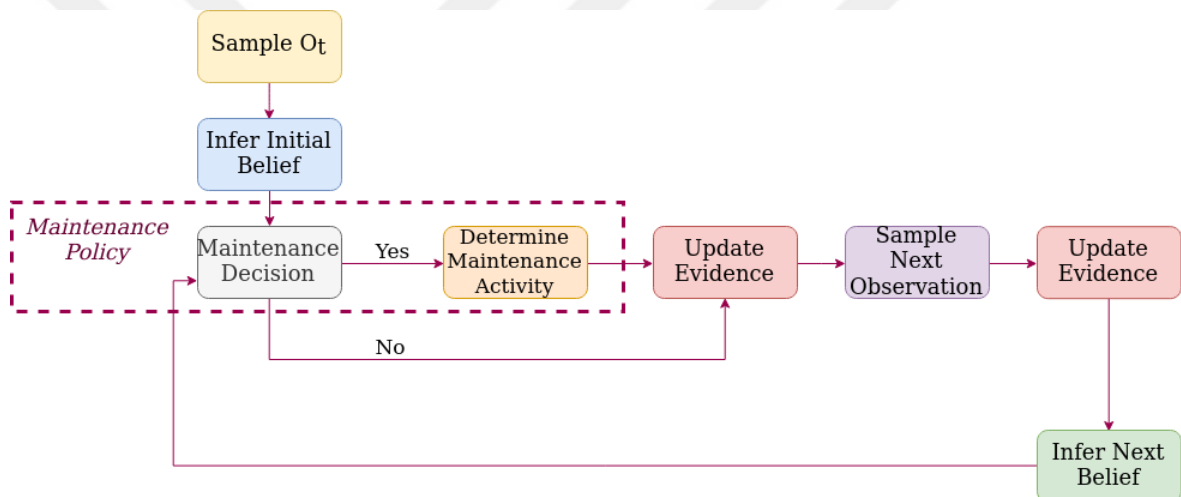 Sample Ot
Infer Initial
Belief
Maintenance
Policy
Maintenance
Decision
Yes
Determine
Maintenance
Activity
Update
Evidence
Sample
Next
Observation
Update
Evidence
No
Infer Next
Belief